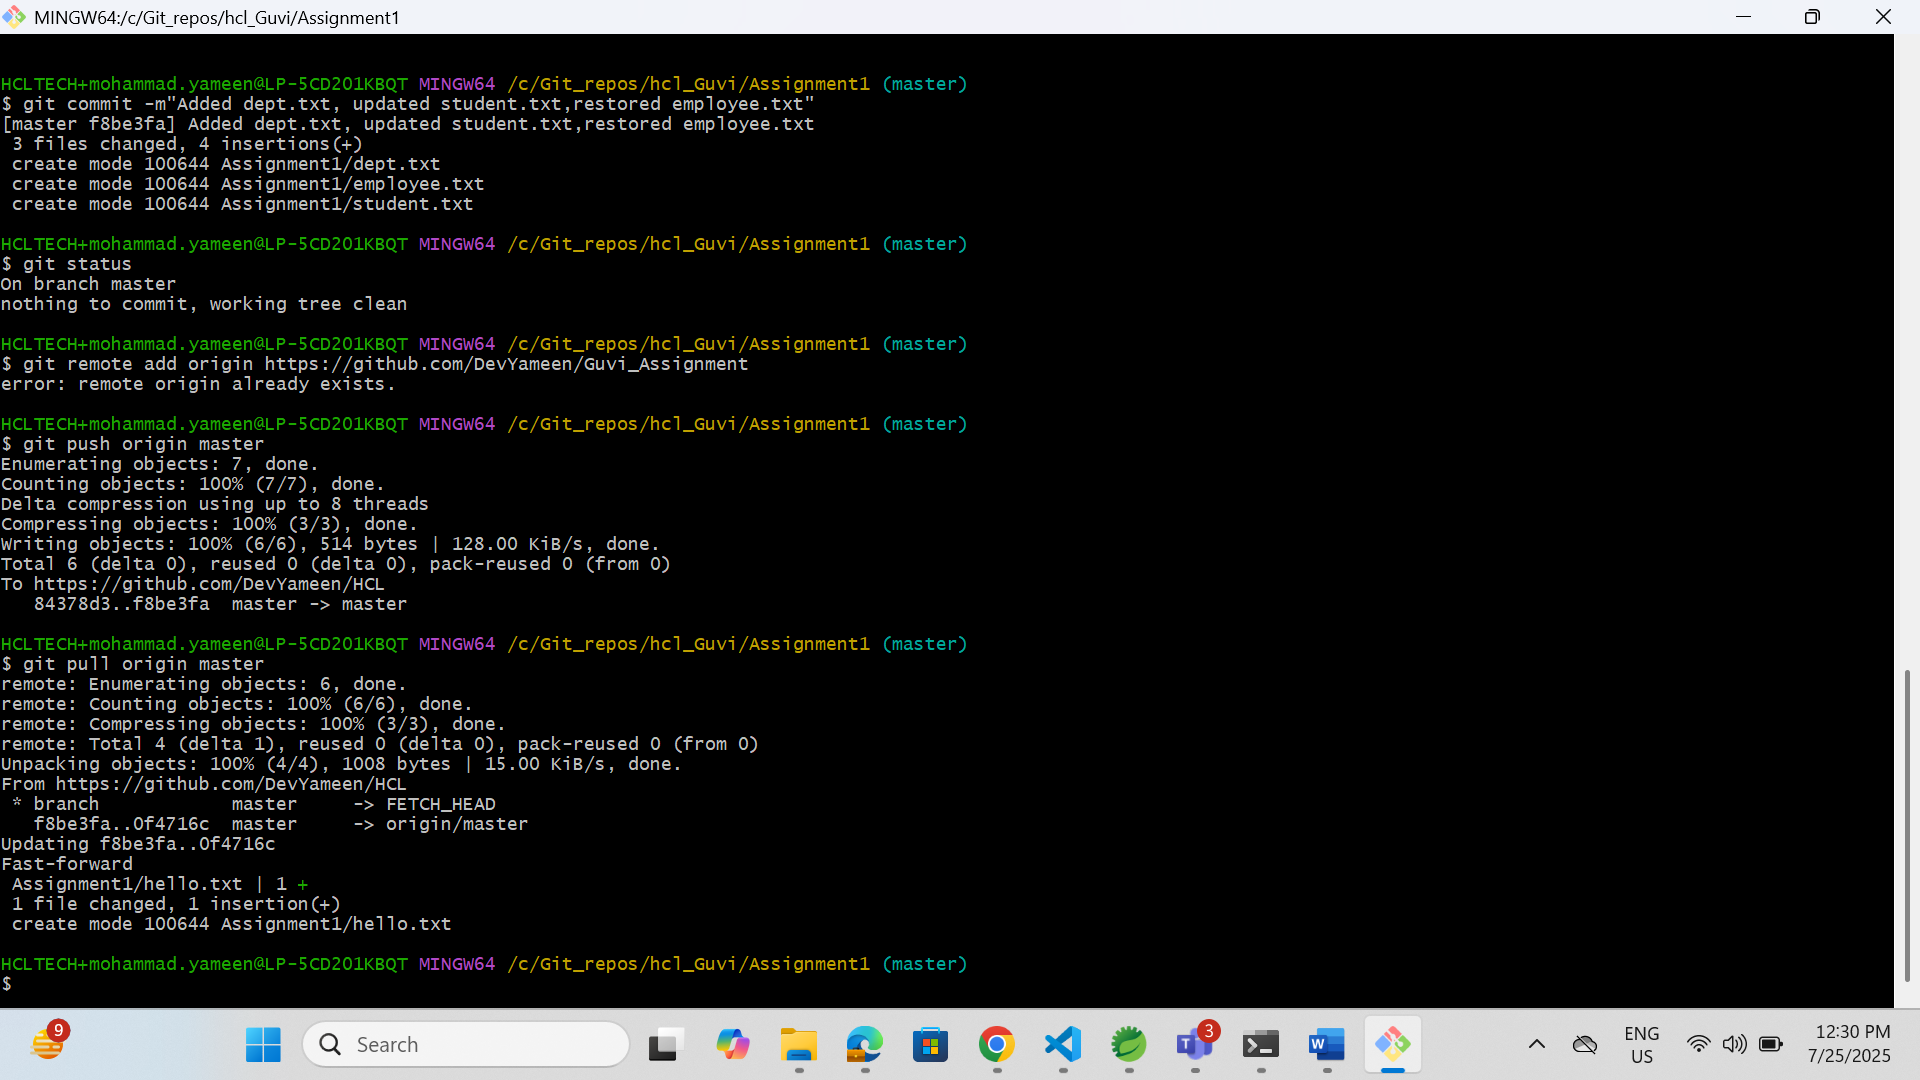 MINGW64:/c/Git_repos/hcl_Guvi/Assignment1
HCLTECH+mohammad.yameen@LP-5CD201KBQT MINGW64 /c/Git_repos/hcl_Guvi/Assignment1 (master)
$ git commit -m"Added dept.txt, updated student.txt,restored employee.txt"
[master f8be3fa] Added dept.txt, updated student.txt,restored employee.txt
 3 files changed, 4 insertions(+)
 create mode 100644 Assignment1/dept.txt
 create mode 100644 Assignment1/employee.txt
 create mode 100644 Assignment1/student.txt
HCLTECH+mohammad.yameen@LP-5CD201KBQT MINGW64 /c/Git_repos/hcl_Guvi/Assignment1 (master)
$ git status
On branch master
nothing to commit, working tree clean
HCLTECH+mohammad.yameen@LP-5CD201KBQT MINGW64 /c/Git_repos/hcl_Guvi/Assignment1 (master)
$ git remote add origin https://github.com/DevYameen/Guvi_Assignment
error: remote origin already exists.
HCLTECH+mohammad.yameen@LP-5CD201KBQT MINGW64 /c/Git_repos/hcl_Guvi/Assignment1 (master)
$ git push origin master
Enumerating objects: 7, done.
Counting objects: 100% (7/7), done.
Delta compression using up to 8 threads
Compressing objects: 100% (3/3), done.
Writing objects: 100% (6/6), 514 bytes | 128.00 KiB/s, done.
Total 6 (delta 0), reused 0 (delta 0), pack-reused 0 (from 0)
To https://github.com/DevYameen/HCL
   84378d3..f8be3fa  master -> master
HCLTECH+mohammad.yameen@LP-5CD201KBQT MINGW64 /c/Git_repos/hcl_Guvi/Assignment1 (master)
$ git pull origin master
remote: Enumerating objects: 6, done.
remote: Counting objects: 100% (6/6), done.
remote: Compressing objects: 100% (3/3), done.
remote: Total 4 (delta 1), reused 0 (delta 0), pack-reused 0 (from 0)
Unpacking objects: 100% (4/4), 1008 bytes | 15.00 KiB/s, done.
From https://github.com/DevYameen/HCL
 * branch            master     -> FETCH_HEAD
   f8be3fa..0f4716c  master     -> origin/master
Updating f8be3fa..0f4716c
Fast-forward
 Assignment1/hello.txt | 1 +
 1 file changed, 1 insertion(+)
 create mode 100644 Assignment1/hello.txt
HCLTECH+mohammad.yameen@LP-5CD201KBQT MINGW64 /c/Git_repos/hcl_Guvi/Assignment1 (master)
$
9
Search
3
ENG
US
12:30 PM
7/25/2025